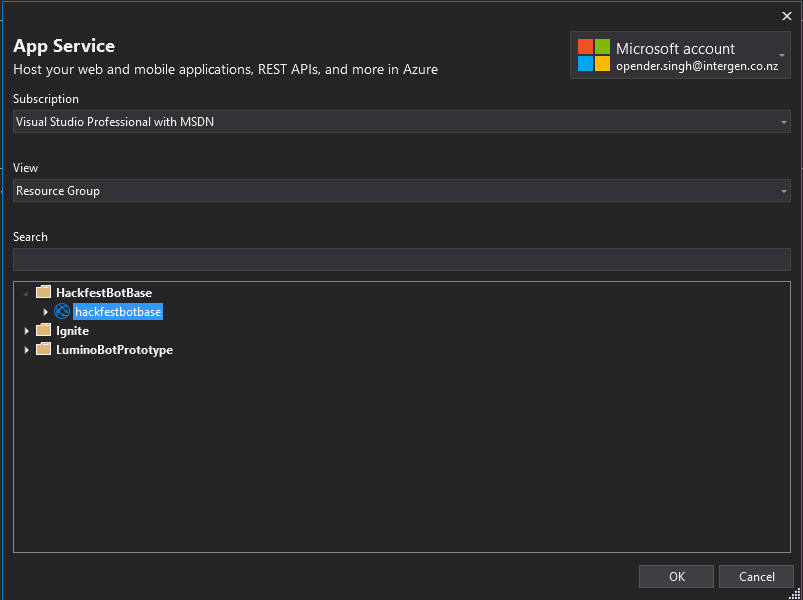 App Service
Host your web and mobile applications, REST APIs, and more in Azure
Microsoft account
opender.singh@intergen.co.nz
Subscription
Visual Studio Professional with MSDN
View
Resource Group
Search
HackfestBotBase
hackfestbotbase
Ignite
LuminoBotPrototype
OK
Cancel